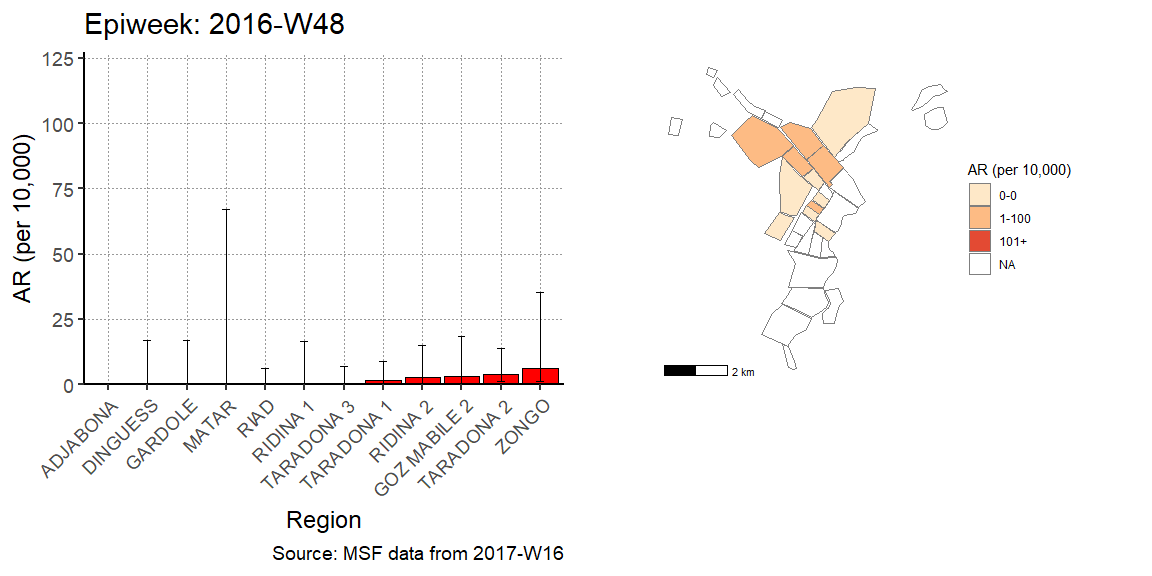 Epiweek: 2016-W48
AR (per 10,000)
125
100
75
50
25
0
ADJABONA
DINGUESS
GARDOLE
MATAR
RIAD
RIDINA 1
TARADONA 3
TARADONA 1
RIDINA 2
GOZ MABILE 2
TARADONA 2
ZONGO
Region
Source: MSF data from 2017-W16
AR (per 10,000)
0-0
1-100
101+
NA
2 km